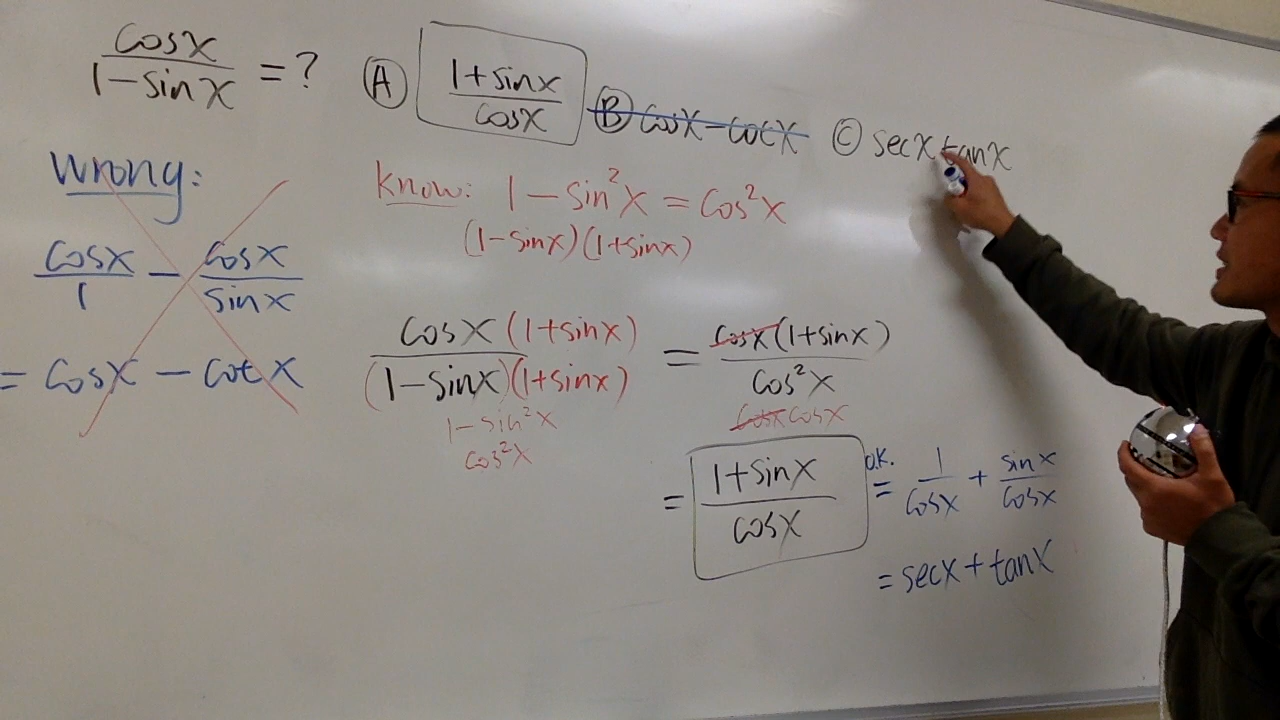 cosx/(1-sinx) = ? Ⓐ (1+sinx)/cosx Ⓑ cosx-cotx Ⓒ secx tanx
Wrong:
cosx/1 - cosx/sinx
= cosx - cotx
Know: 1-sin²x = cos²x
(1-sinx)(1+sinx)
cosx(1+sinx)/((1-sinx)(1+sinx)) = cosx(1+sinx)/cos²x
1-sin²x
cos²x
cosx cosx
= (1+sinx)/cosx o.k. = 1/cosx + sinx/cosx
= secx + tanx